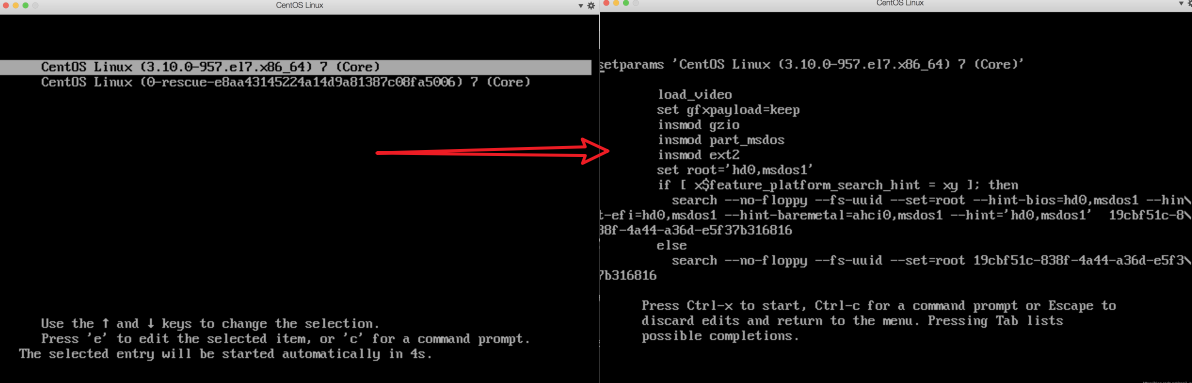 CentOS Linux
CentOS Linux (3.10.0-957.el7.x86_64) 7 (Core)
CentOS Linux (0-rescue-e8aa43145224a14d9a81387c08fa5006) 7 (Core)
Use the ↑ and ↓ keys to change the selection.
Press 'e' to edit the selected item, or 'c' for a command prompt.
The selected entry will be started automatically in 4s.
CentOS Linux
setparams 'CentOS Linux (3.10.0-957.el7.x86_64) 7 (Core)'
load_video
set gfxpayload=keep
insmod gzio
insmod part_msdos
insmod ext2
set root='hd0,msdos1'
if [ x$feature_platform_search_hint = xy ]; then
search --no-floppy --fs-uuid --set=root --hint-bios=hd0,msdos1 --hin\
t-efi=hd0,msdos1 --hint-baremetal=ahci0,msdos1 --hint='hd0,msdos1'  19cbf51c-8\
38f-4a44-a36d-e5f37b316816
else
search --no-floppy --fs-uuid --set=root 19cbf51c-838f-4a44-a36d-e5f3\
7b316816
Press Ctrl-x to start, Ctrl-c for a command prompt or Escape to
discard edits and return to the menu. Pressing Tab lists
possible completions.